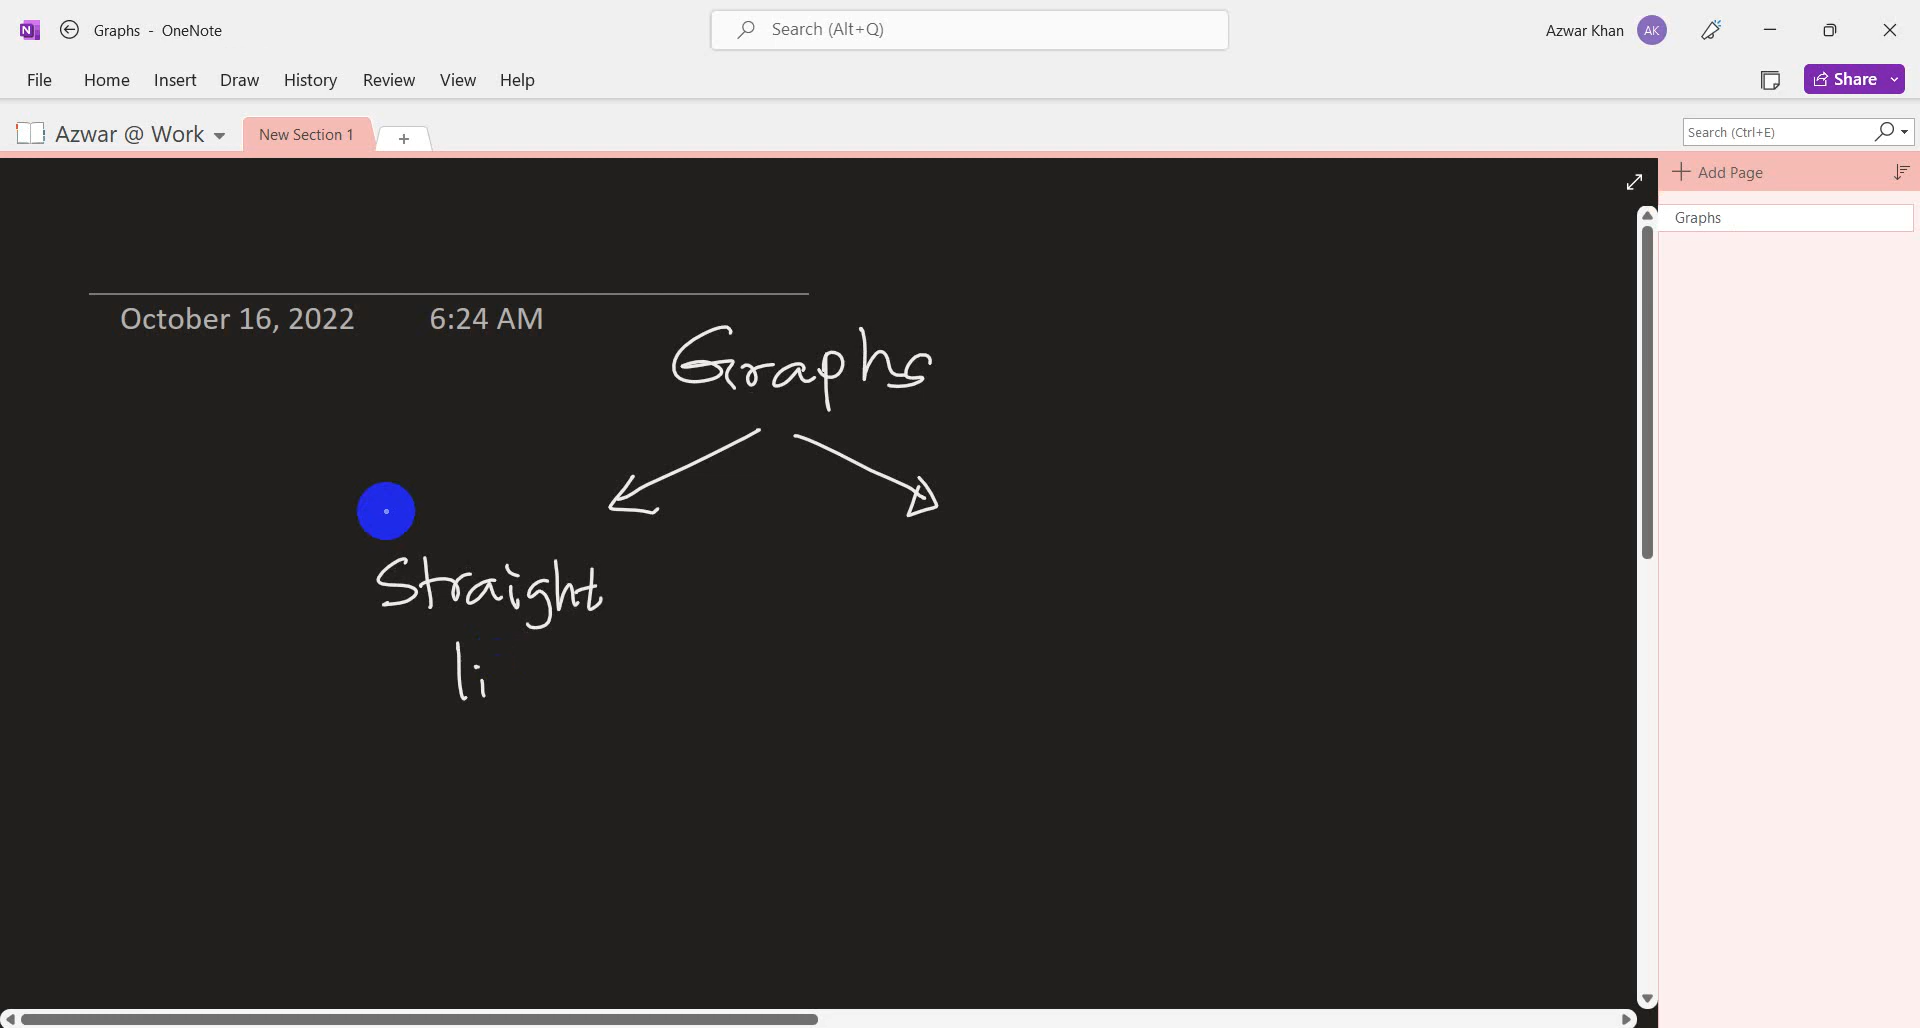 Graphs - OneNote
Search (Alt+Q)
Azwar Khan AK
File Home Insert Draw History Review View Help
Share
Azwar @ Work New Section 1 +
Search (Ctrl+E)
Add Page
Graphs
October 16, 2022 6:24 AM
Graphs
Straight
li